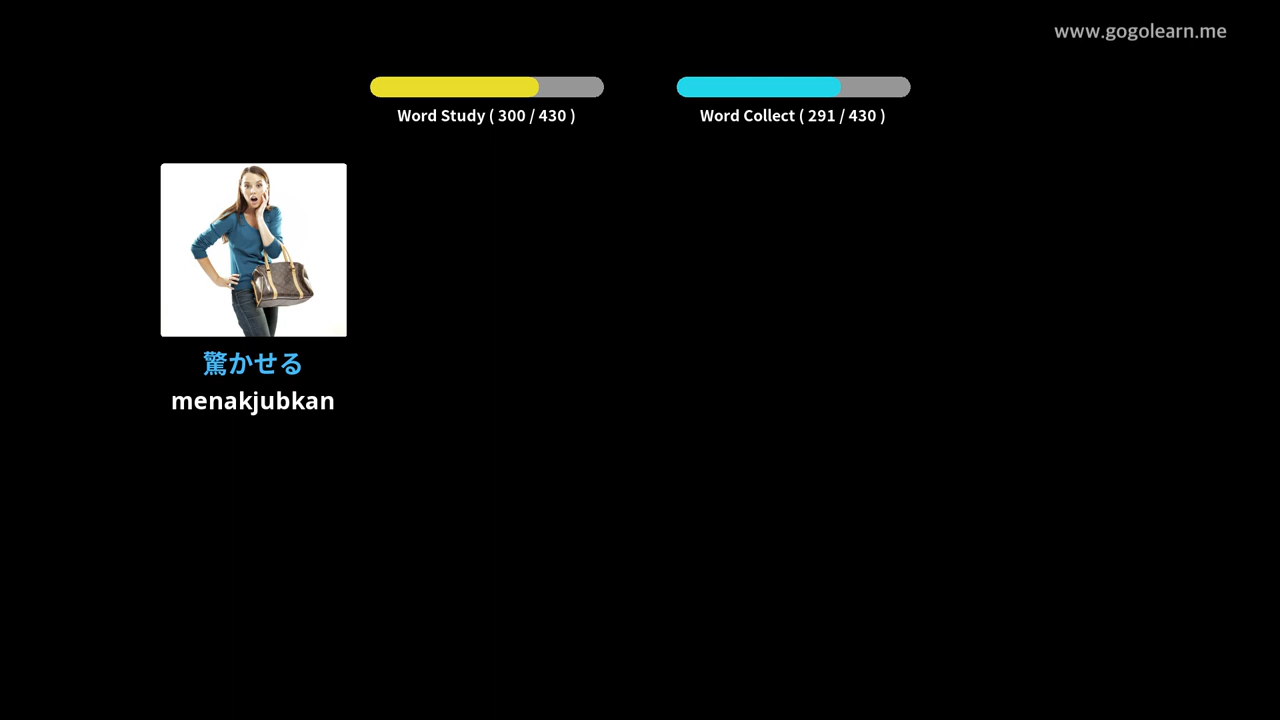 www.gogolearn.me
Word Study ( 300 / 430 )
Word Collect ( 291 / 430 )
驚かせる
menakjubkan